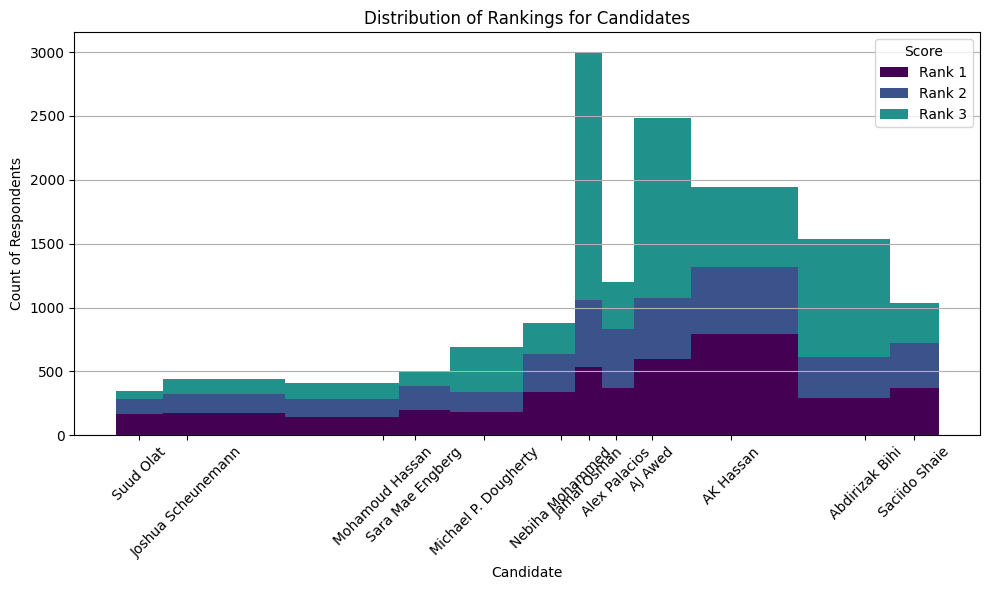 Distribution of Rankings for Candidates
Score
Rank 1
Rank 2
Rank 3
Count of Respondents
3000
2500
2000
1500
1000
500
0
Suud Olat
Joshua Scheunemann
Mohamoud Hassan
Sara Mae Engberg
Michael P. Dougherty
Nebiha Mohammed
Jamal Osman
Alex Palacios
AJ Awed
AK Hassan
Abdirizak Bihi
Saciido Shaie
Candidate